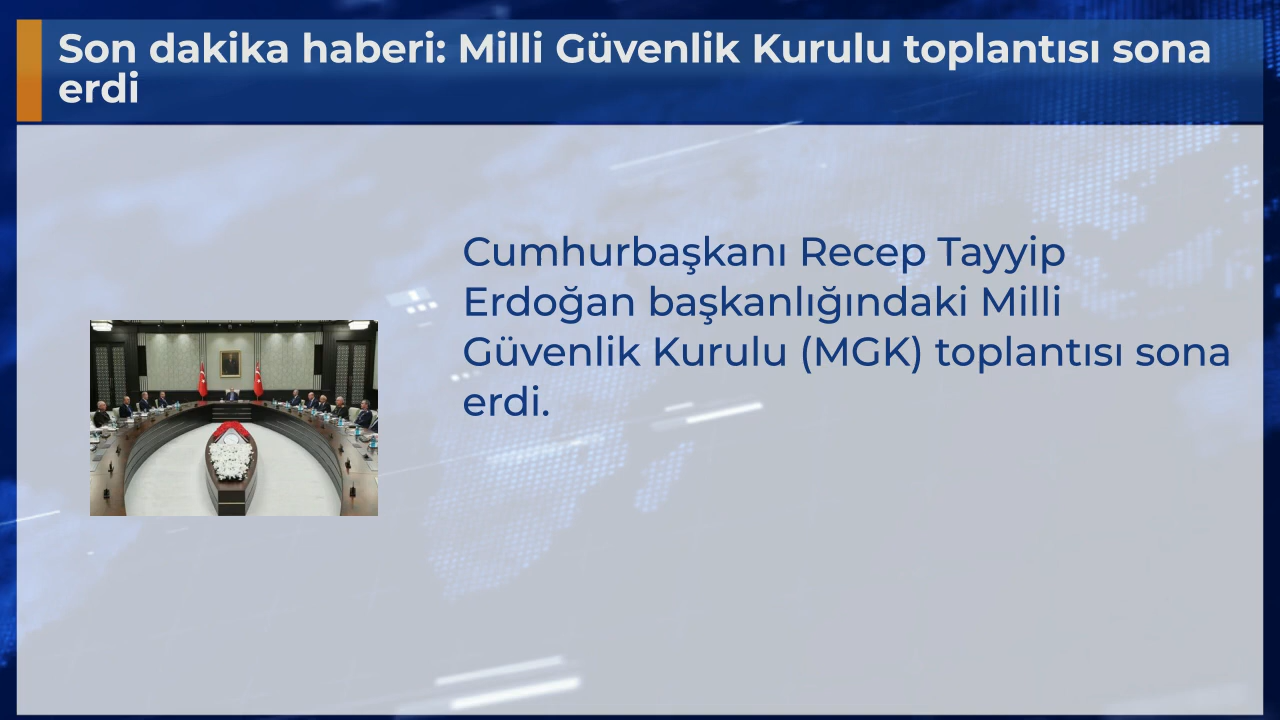 Son dakika haberi: Milli Güvenlik Kurulu toplantısı sona
erdi
Cumhurbaşkanı Recep Tayyip
Erdoğan başkanlığındaki Milli
Güvenlik Kurulu (MGK) toplantısı sona
erdi.